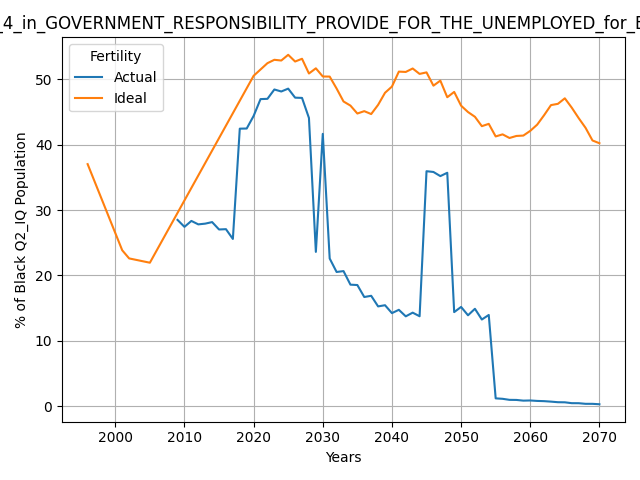 _4_in_GOVERNMENT_RESPONSIBILITY_PROVIDE_FOR_THE_UNEMPLOYED_for_
Fertility
Actual
Ideal
% of Black Q2_IQ Population
50
40
30
20
10
0
2000 2010 2020 2030 2040 2050 2060 2070
Years